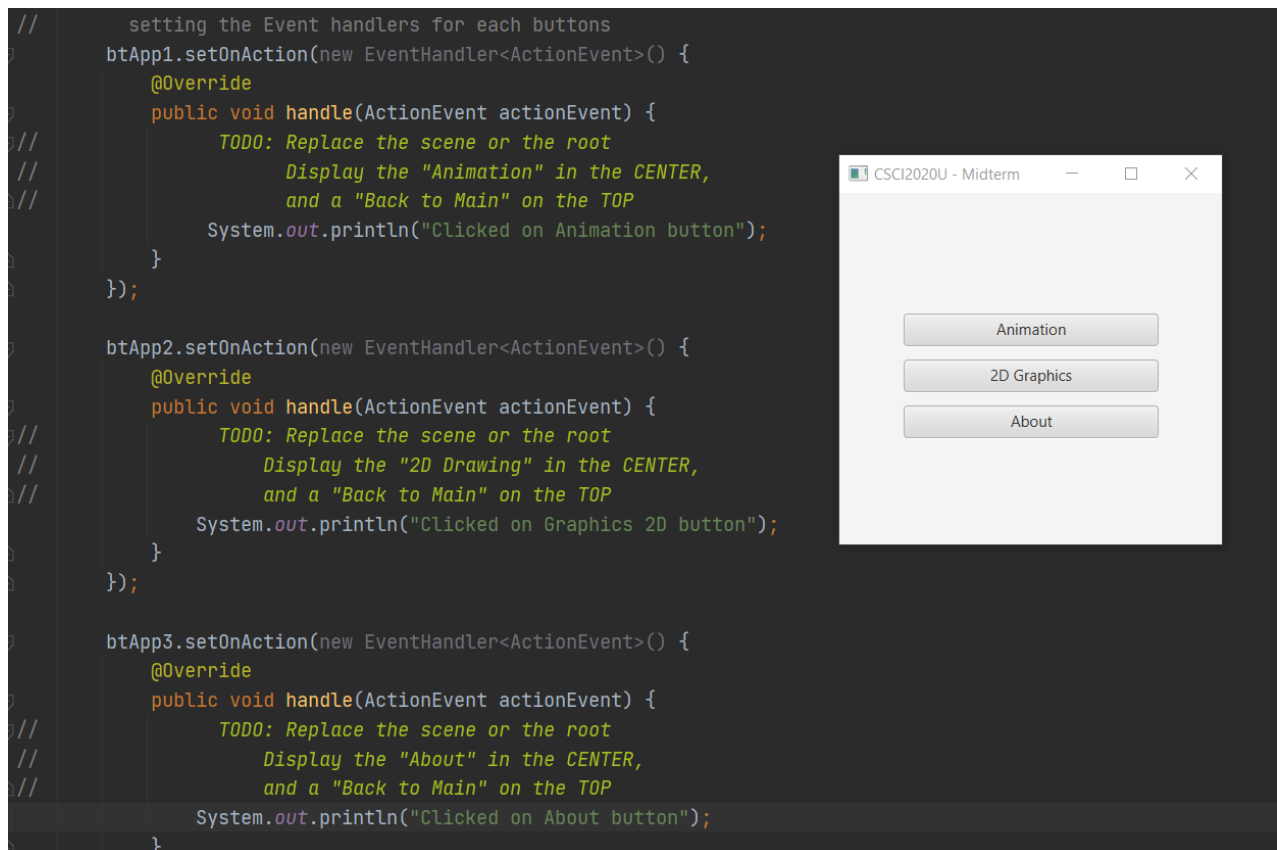 //        setting the Event handlers for each buttons
btApp1.setOnAction(new EventHandler<ActionEvent>() {
    @Override
    public void handle(ActionEvent actionEvent) {
//          TODO: Replace the scene or the root
//                Display the "Animation" in the CENTER,
//                and a "Back to Main" on the TOP
         System.out.println("Clicked on Animation button");
    }
});
btApp2.setOnAction(new EventHandler<ActionEvent>() {
    @Override
    public void handle(ActionEvent actionEvent) {
//          TODO: Replace the scene or the root
//              Display the "2D Drawing" in the CENTER,
//              and a "Back to Main" on the TOP
        System.out.println("Clicked on Graphics 2D button");
    }
});
btApp3.setOnAction(new EventHandler<ActionEvent>() {
    @Override
    public void handle(ActionEvent actionEvent) {
//          TODO: Replace the scene or the root
//              Display the "About" in the CENTER,
//              and a "Back to Main" on the TOP
        System.out.println("Clicked on About button");
    }
CSCI2020U - Midterm
Animation
2D Graphics
About